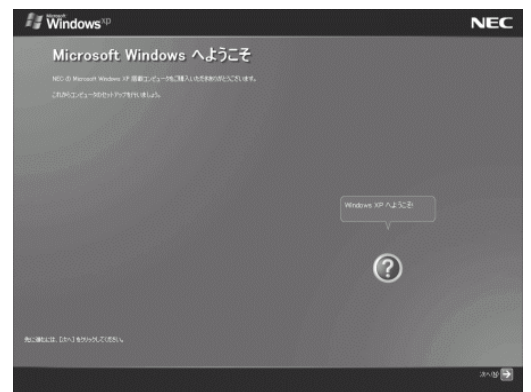 Microsoft
Windows xp
NEC
Microsoft Windows へようこそ
NEC の Microsoft Windows XP 搭載コンピュータをご購入いただきありがとうございます。
これからコンピュータのセットアップを行いましょう。
Windows XP へようこそ
先に進むには、[次へ] をクリックしてください。
次へ(N)